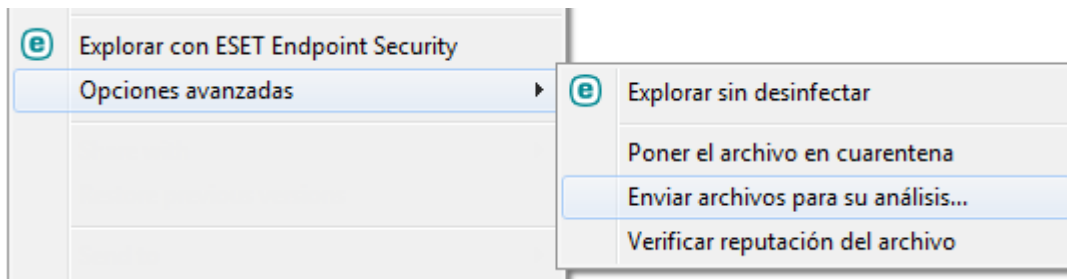 Explorar con ESET Endpoint Security
Opciones avanzadas
Explorar sin desinfectar
Poner el archivo en cuarentena
Enviar archivos para su análisis...
Verificar reputación del archivo